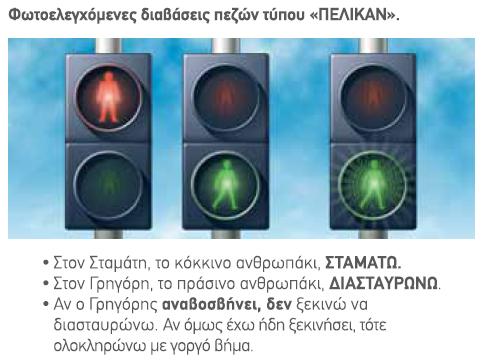 Φωτοελεγχόμενες διαβάσεις πεζών τύπου «ΠΕΛΙΚΑΝ».
• Στον Σταμάτη, το κόκκινο ανθρωπάκι, ΣΤΑΜΑΤΩ.
• Στον Γρηγόρη, το πράσινο ανθρωπάκι, ΔΙΑΣΤΑΥΡΩΝΩ.
• Αν ο Γρηγόρης αναβοσβήνει, δεν ξεκινώ να
διασταυρώνω. Αν όμως έχω ήδη ξεκινήσει, τότε
ολοκληρώνω με γοργό βήμα.